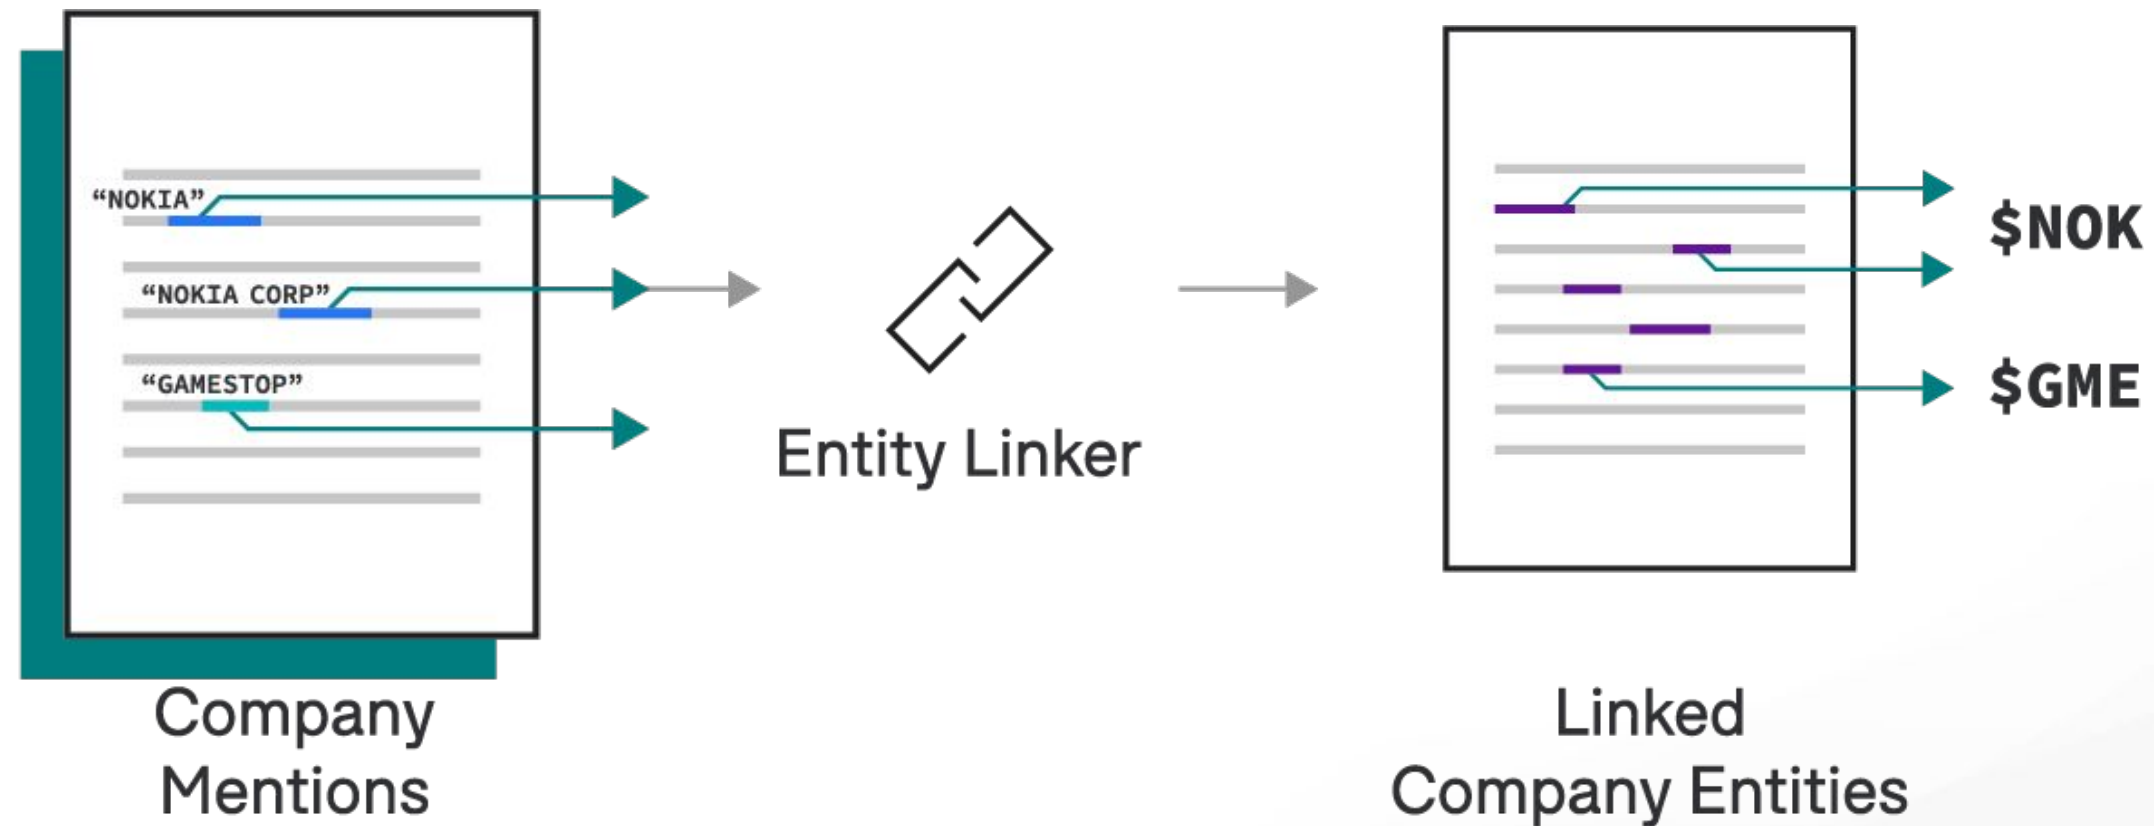 “NOKIA”
“NOKIA CORP”
“GAMESTOP”
Company
Mentions
Entity Linker
$NOK
$GME
Linked
Company Entities